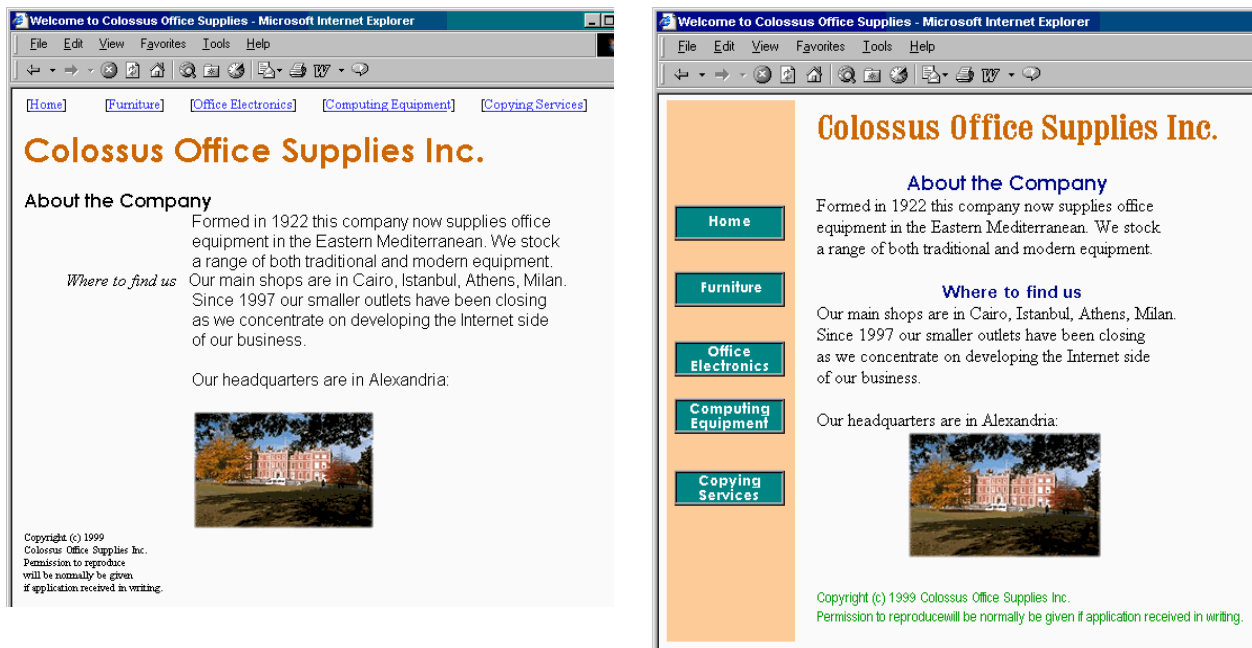 Welcome to Colossus Office Supplies - Microsoft Internet Explorer
File Edit View Favorites Tools Help
[Home] [Furniture] [Office Electronics] [Computing Equipment] [Copying Services]
Colossus Office Supplies Inc.
About the Company
Formed in 1922 this company now supplies office
equipment in the Eastern Mediterranean. We stock
a range of both traditional and modern equipment.
Where to find us Our main shops are in Cairo, Istanbul, Athens, Milan.
Since 1997 our smaller outlets have been closing
as we concentrate on developing the Internet side
of our business.
Our headquarters are in Alexandria:
Copyright (c) 1999
Colossus Office Supplies Inc.
Permission to reproduce
will be normally be given
if application received in writing.
Welcome to Colossus Office Supplies - Microsoft Internet Explorer
File Edit View Favorites Tools Help
Home
Furniture
Office
Electronics
Computing
Equipment
Copying
Services
Colossus Office Supplies Inc.
About the Company
Formed in 1922 this company now supplies office
equipment in the Eastern Mediterranean. We stock
a range of both traditional and modern equipment.
Where to find us
Our main shops are in Cairo, Istanbul, Athens, Milan.
Since 1997 our smaller outlets have been closing
as we concentrate on developing the Internet side
of our business.
Our headquarters are in Alexandria:
Copyright (c) 1999 Colossus Office Supplies Inc.
Permission to reproducewill be normally be given if application received in writing.